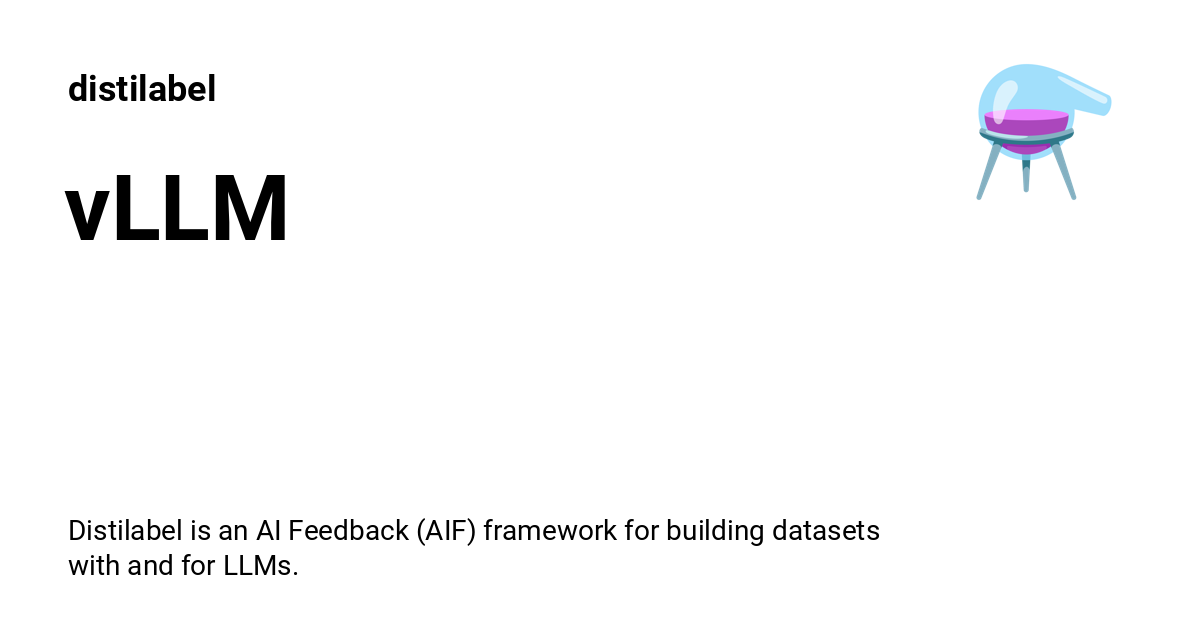 distilabel
vLLM
Distilabel is an AI Feedback (AIF) framework for building datasets
with and for LLMs.